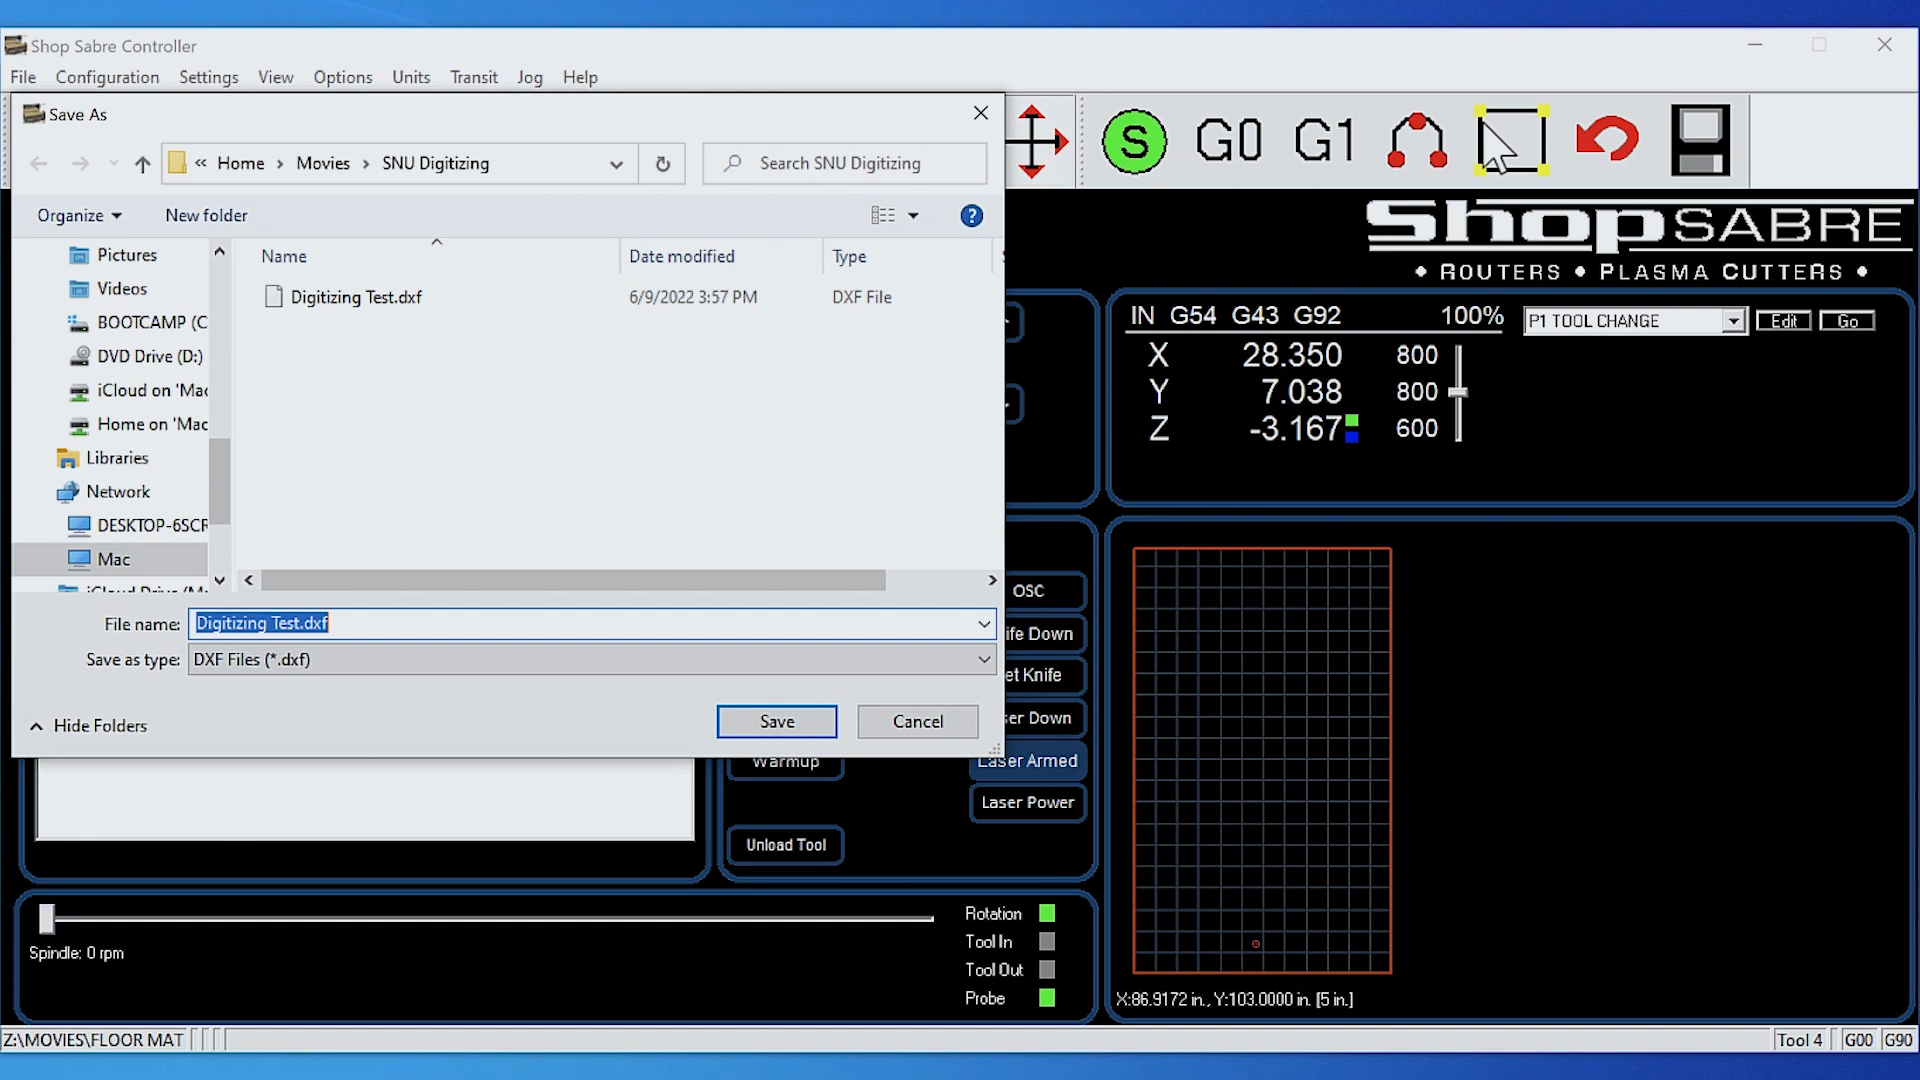 Shop Sabre Controller
File Configuration Settings View Options Units Transit Jog Help
Save As
« Home › Movies › SNU Digitizing
Search SNU Digitizing
S G0 G1
Organize New folder
?
Shop SABRE
• ROUTERS • PLASMA CUTTERS •
Name Date modified Type
Digitizing Test.dxf 6/9/2022 3:57 PM DXF File
Pictures
Videos
BOOTCAMP (C
DVD Drive (D:)
iCloud on 'Mac
Home on 'Mac
Libraries
Network
DESKTOP-6SCR
Mac
File name: Digitizing Test.dxf
Save as type: DXF Files (*.dxf)
Hide Folders
Save Cancel
IN G54 G43 G92 100%
X 28.350 800
Y 7.038 800
Z -3.167 600
P1 TOOL CHANGE Edit Go
OSC
ife Down
et Knife
er Down
Laser Armed
Warmup
Laser Power
Unload Tool
Spindle: 0 rpm
Rotation
Tool In
Tool Out
Probe
X:86.9172 in., Y:103.0000 in. [5 in.]
Z:\MOVIES\FLOOR MAT
Tool 4 G00 G90